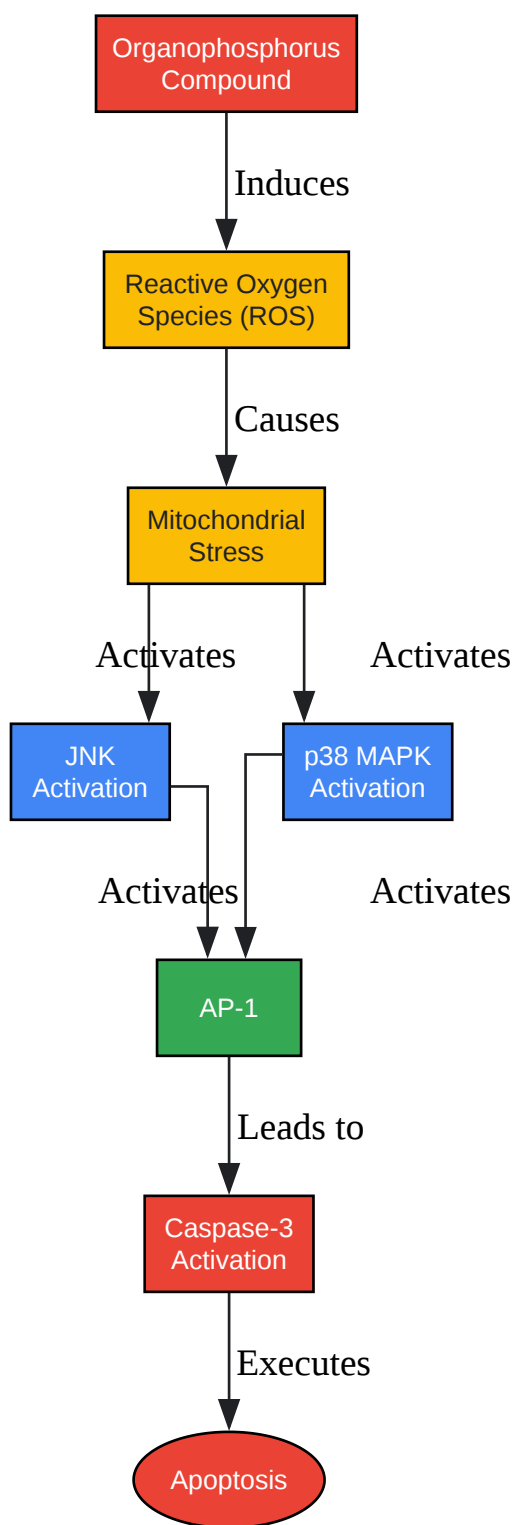 Organophosphorus
Compound
Induces
Reactive Oxygen
Species (ROS)
Causes
Mitochondrial
Stress
Activates
Activates
JNK
Activation
p38 MAPK
Activation
Activates
Activates
AP-1
Leads to
Caspase-3
Activation
Executes
Apoptosis